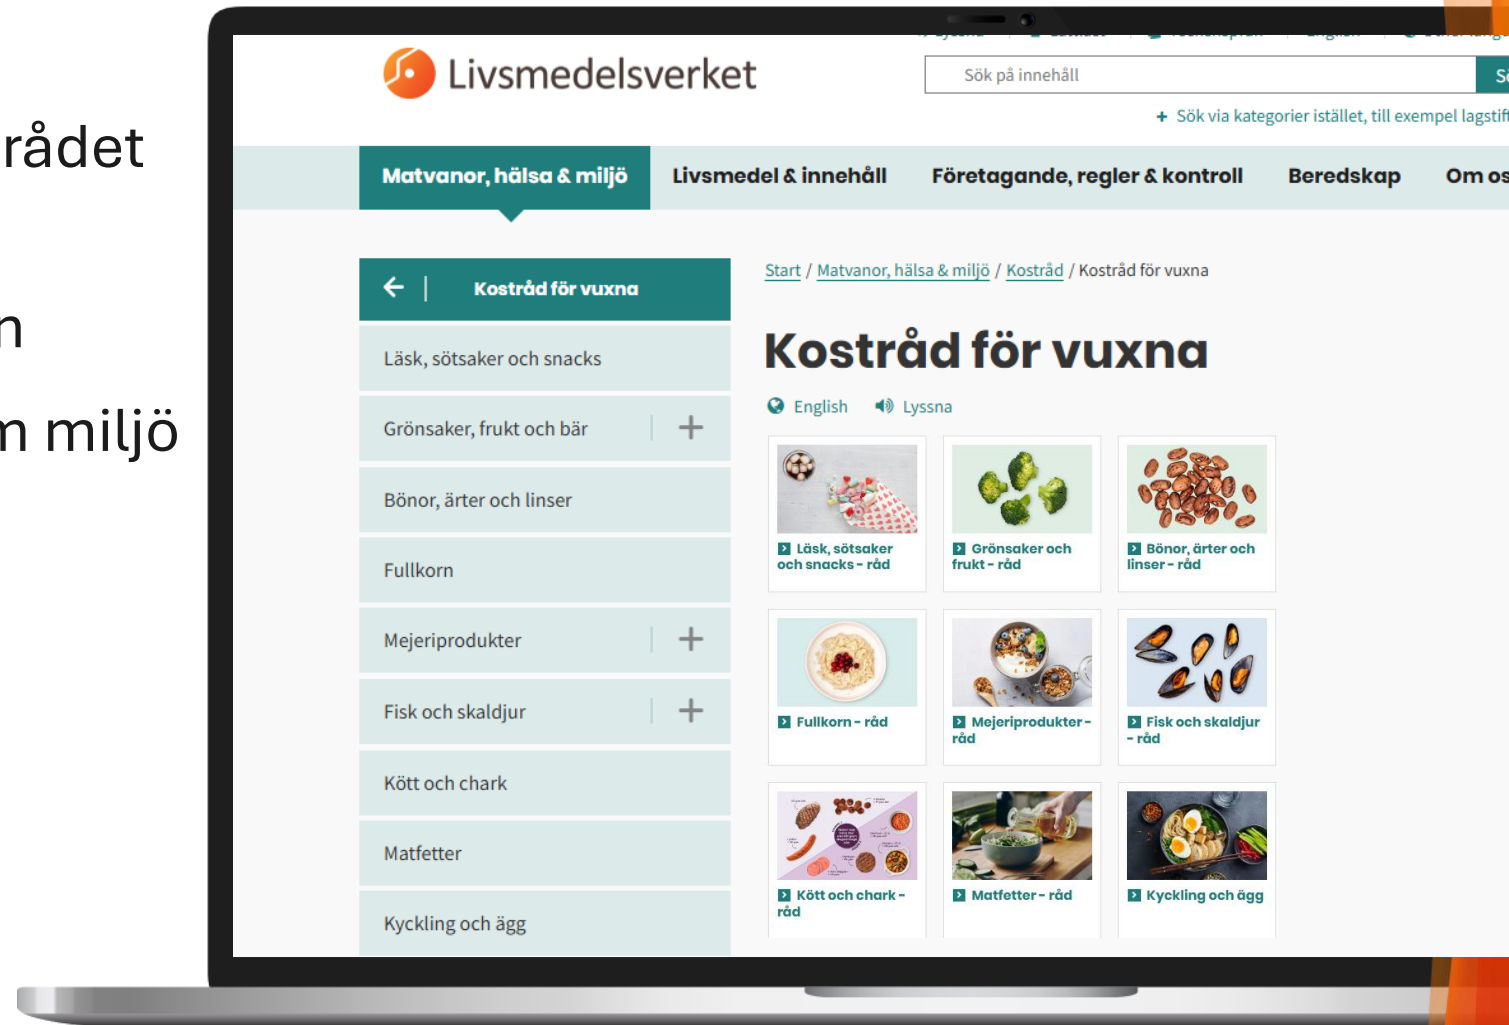 rådet
n
m miljö
Livsmedelsverket
English
Sök på innehåll
+ Sök via kategorier istället, till exempel lagstift
Matvanor, hälsa & miljö
Livsmedel & innehåll
Företagande, regler & kontroll
Beredskap
Om os
Kostråd för vuxna
Läsk, sötsaker och snacks
Grönsaker, frukt och bär
Bönor, ärter och linser
Fullkorn
Mejeriprodukter
Fisk och skaldjur
Kött och chark
Matfetter
Kyckling och ägg
Start / Matvanor, hälsa & miljö / Kostråd / Kostråd för vuxna
Kostråd för vuxna
English
Lyssna
Läsk, sötsaker
och snacks - råd
Grönsaker och
frukt - råd
Bönor, ärter och
linser - råd
Fullkorn - råd
Mejeriprodukter -
råd
Fisk och skaldjur
- råd
Kött och chark -
råd
Matfetter - råd
Kyckling och ägg